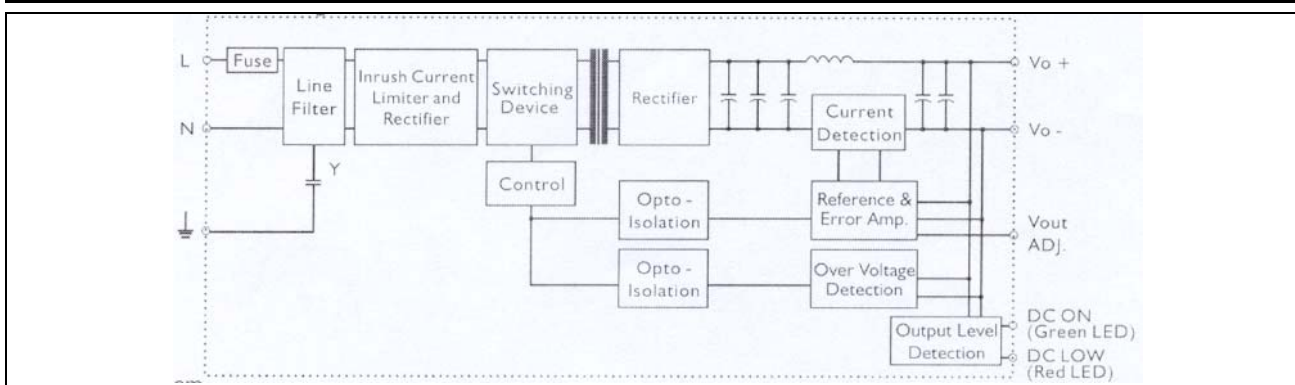 L
Fuse
Line
Filter
Inrush Current
Limiter and
Rectifier
Switching
Device
Rectifier
Current
Detection
Vo +
N
Vo -
Y
Control
Opto -
Isolation
Reference &
Error Amp.
Vout
ADJ.
Opto -
Isolation
Over Voltage
Detection
Output Level
Detection
DC ON
(Green LED)
DC LOW
(Red LED)